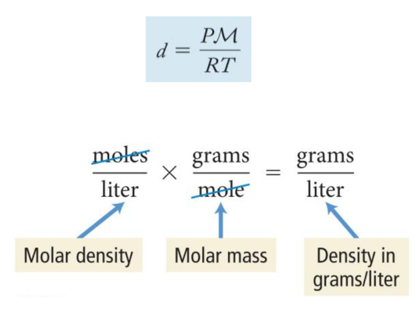 d = PM
RT
moles × grams = grams
liter mole liter
Molar density Molar mass Density in
grams/liter